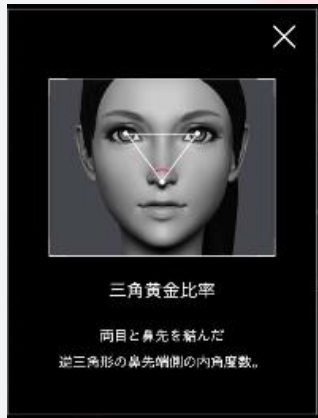 三角黄金比率
両目と鼻先を結んだ
逆三角形の鼻先端側の内角度数。